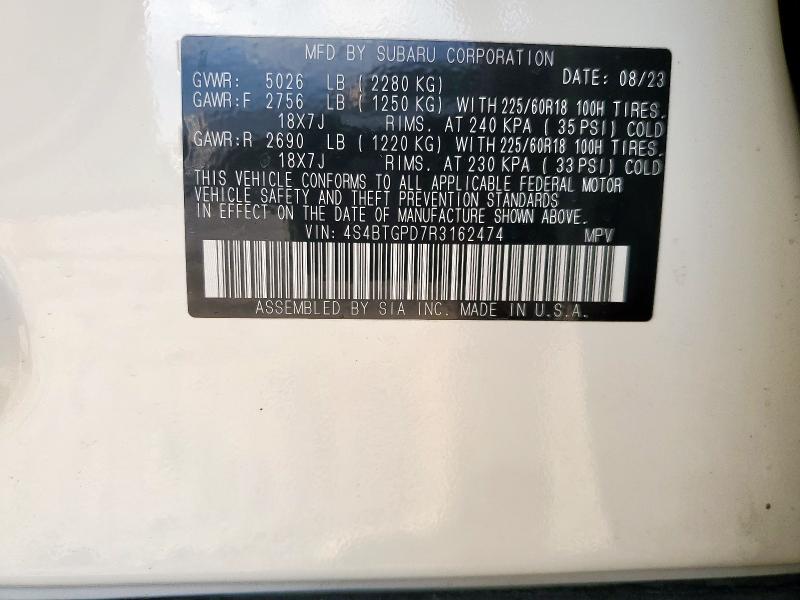 MFD BY SUBARU CORPORATION
GVWR: 5026 LB (2280 KG) DATE: 08/23
GAWR:F 2756 LB (1250 KG) WITH 225/60R18 100H TIRES.
18X7J RIMS. AT 240 KPA (35 PSI) COLD
GAWR:R 2690 LB (1220 KG) WITH 225/60R18 100H TIRES.
18X7J RIMS. AT 230 KPA (33 PSI) COLD
THIS VEHICLE CONFORMS TO ALL APPLICABLE FEDERAL MOTOR
VEHICLE SAFETY AND THEFT PREVENTION STANDARDS
IN EFFECT ON THE DATE OF MANUFACTURE SHOWN ABOVE.
VIN: 4S4BTGPD7R3162474 MPV
ASSEMBLED BY SIA INC. MADE IN U.S.A.